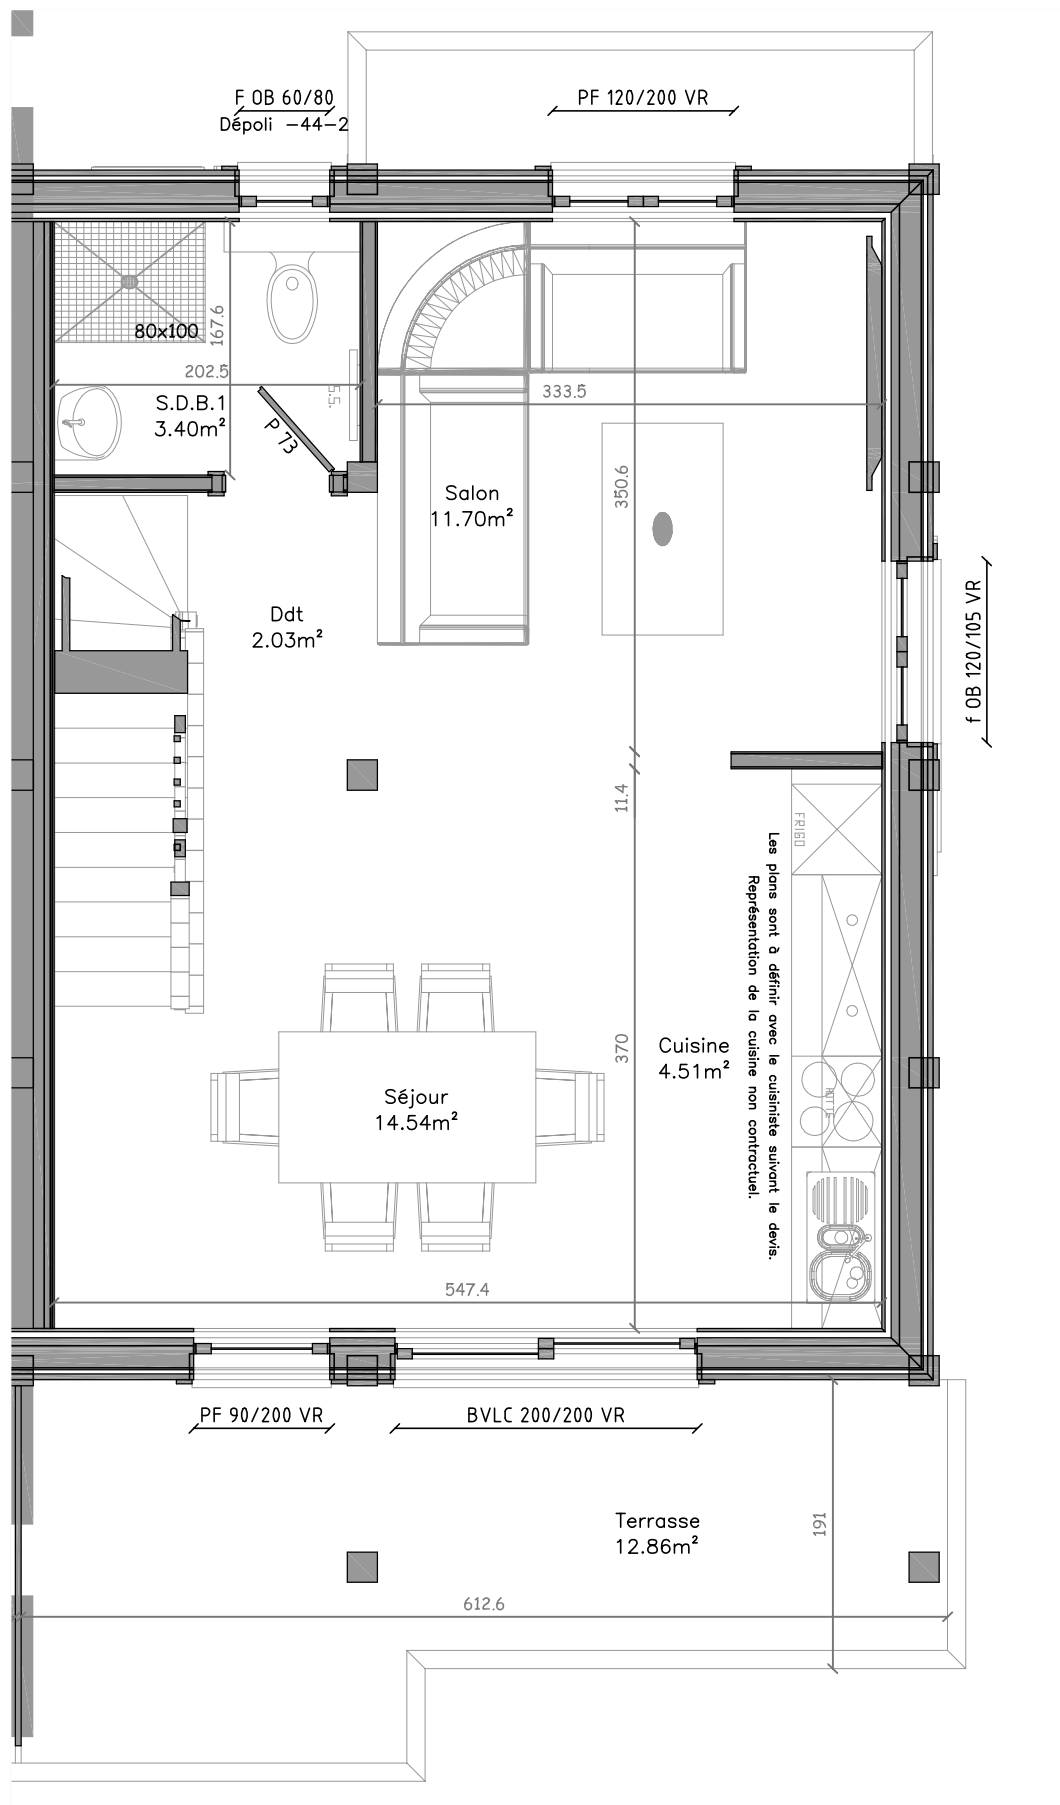 F OB 60/80
Dépoli -44-2
PF 120/200 VR
80x100
167.6
202.5
S.D.B.1
3.40m²
P 73
S.S.
333.5
Salon
11.70m²
350.6
Ddt
2.03m²
f OB 120/105 VR
11.4
FRIGO
Les plans sont à définir avec le cuisiniste suivant le devis.
Représentation de la cuisine non contractuel.
370
Cuisine
4.51m²
Séjour
14.54m²
547.4
PF 90/200 VR
BVLC 200/200 VR
Terrasse
12.86m²
191
612.6